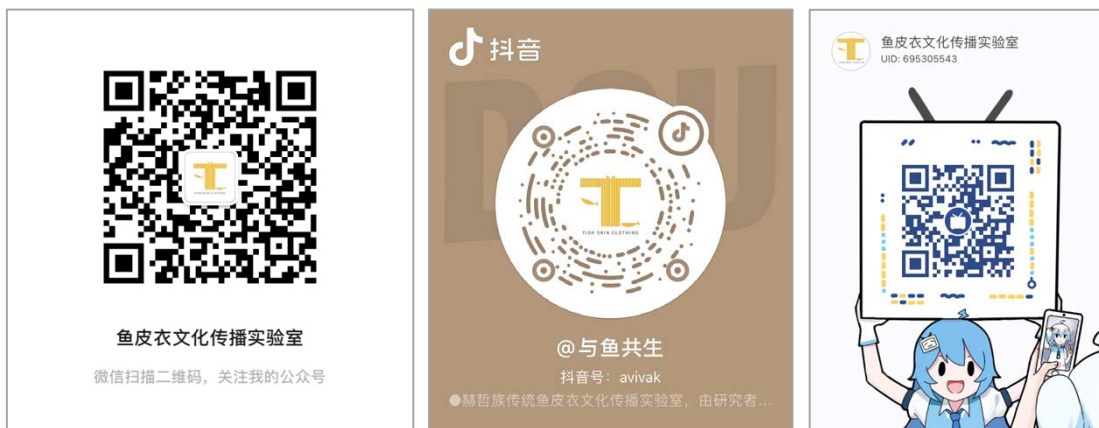 鱼皮衣文化传播实验室
微信扫描二维码，关注我的公众号
抖音
DOU
FISH SKIN CLOTHING
@与鱼共生
抖音号：avivak
●赫哲族传统鱼皮衣文化传播实验室，由研究者...
鱼皮衣文化传播实验室
UID: 695305543